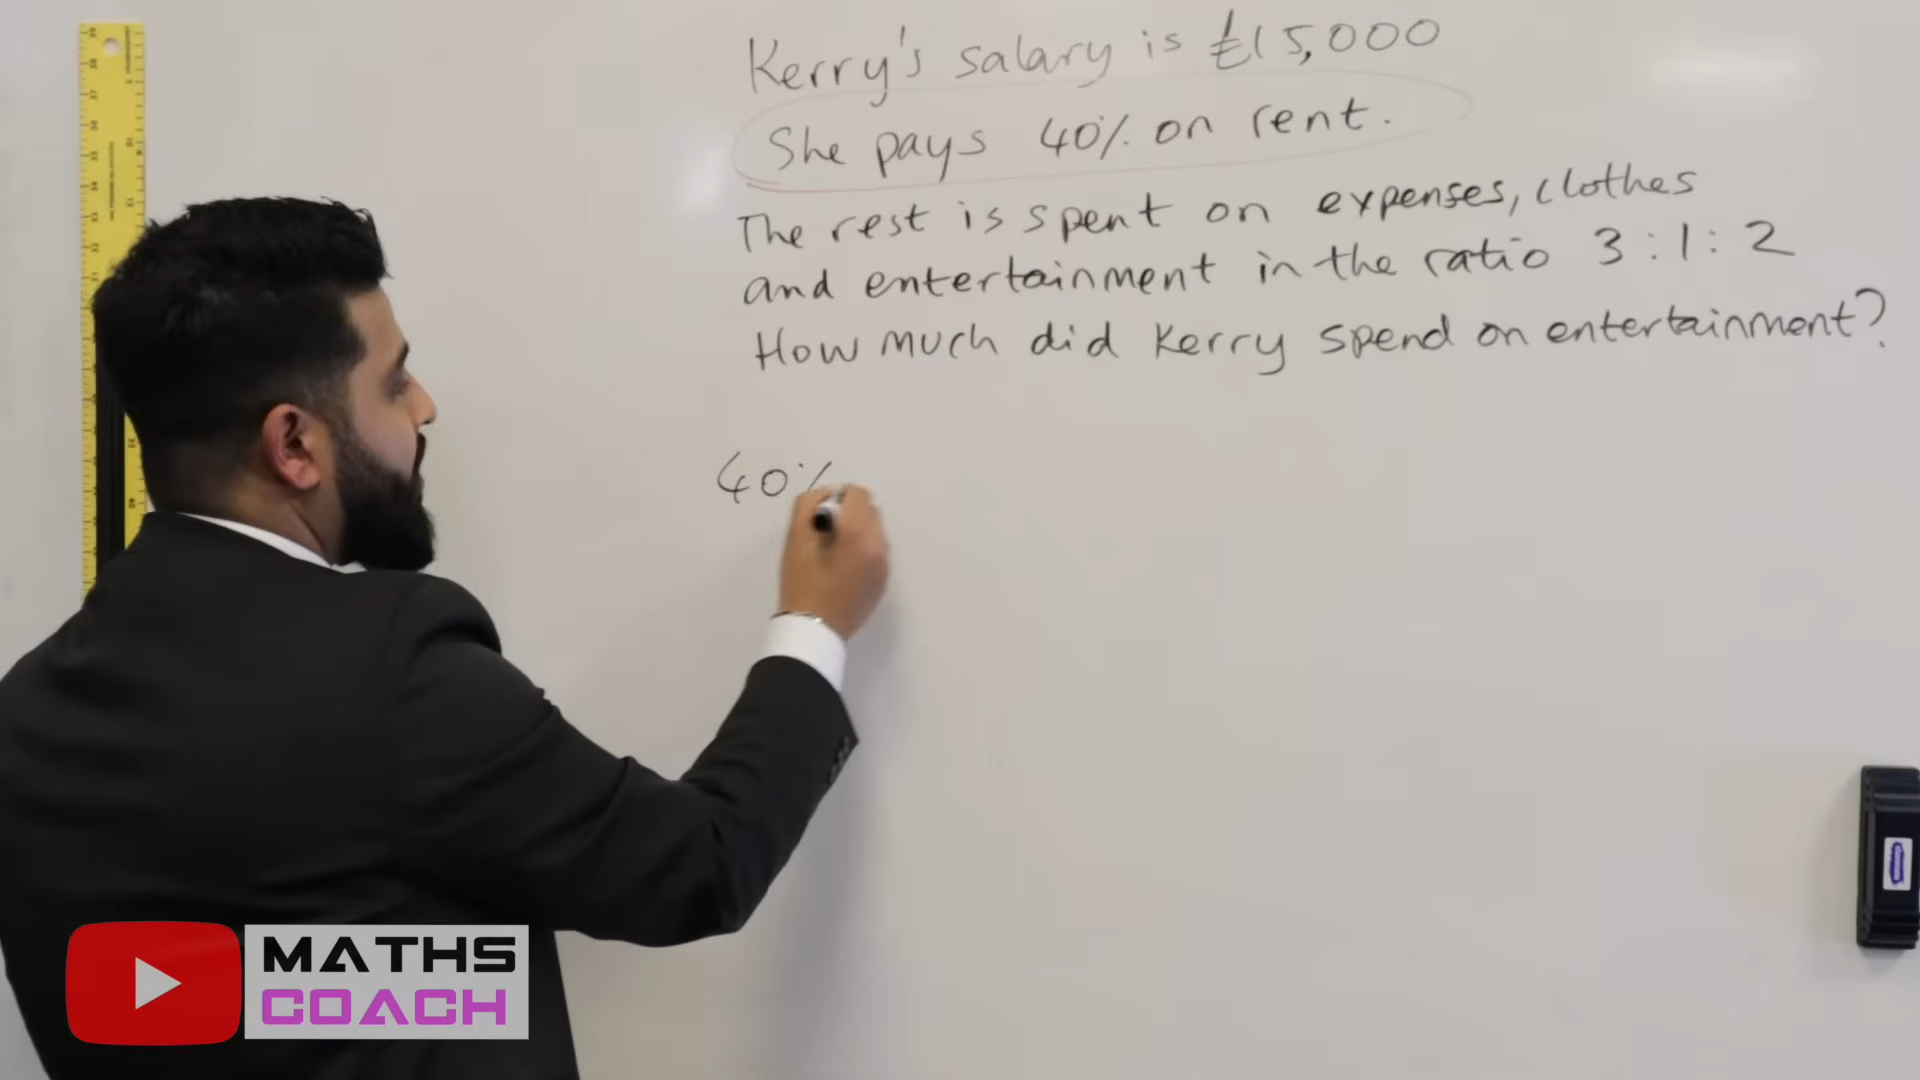 Kerry's salary is £15,000
She pays 40% on rent.
The rest is spent on expenses, clothes
and entertainment in the ratio 3:1:2
How much did Kerry spend on entertainment?
40%
MATHS
COACH